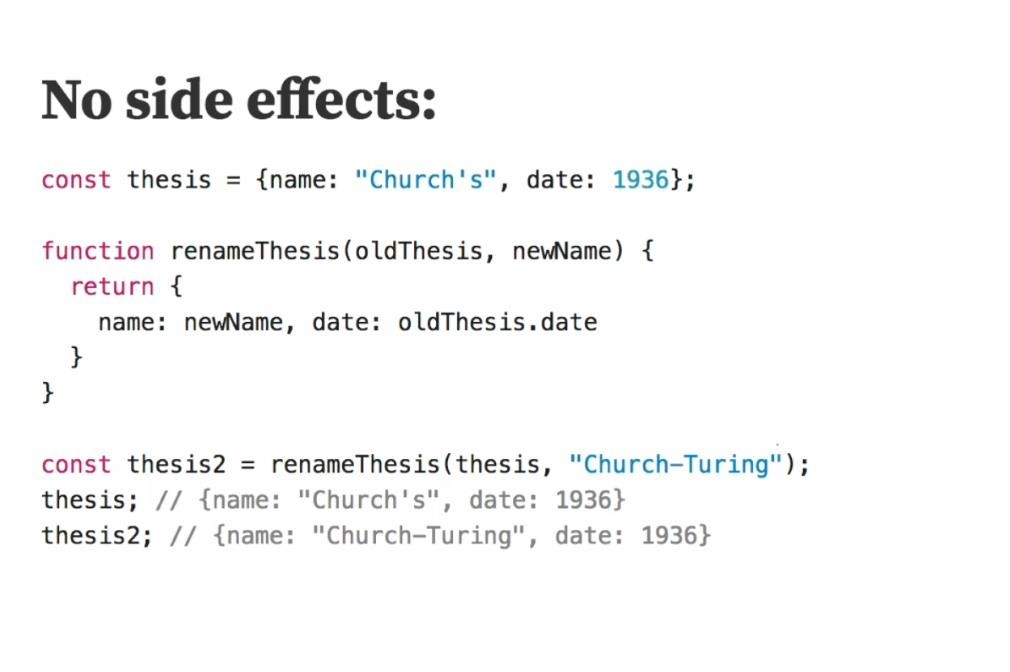 No side effects:
const thesis = {name: "Church's", date: 1936};
function renameThesis(oldThesis, newName) {
  return {
    name: newName, date: oldThesis.date
  }
}
const thesis2 = renameThesis(thesis, "Church-Turing");
thesis; // {name: "Church's", date: 1936}
thesis2; // {name: "Church-Turing", date: 1936}